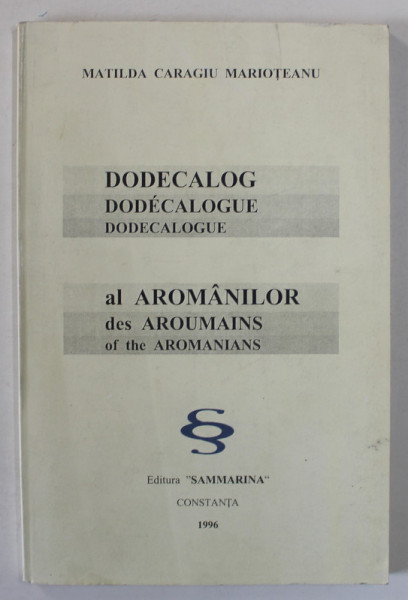 MATILDA CARAGIU MARIOȚEANU
DODECALOG
DODÉCALOGUE
DODECALOGUE
al AROMÂNILOR
des AROUMAINS
of the AROMANIANS
Editura "SAMMARINA"
CONSTANȚA
1996